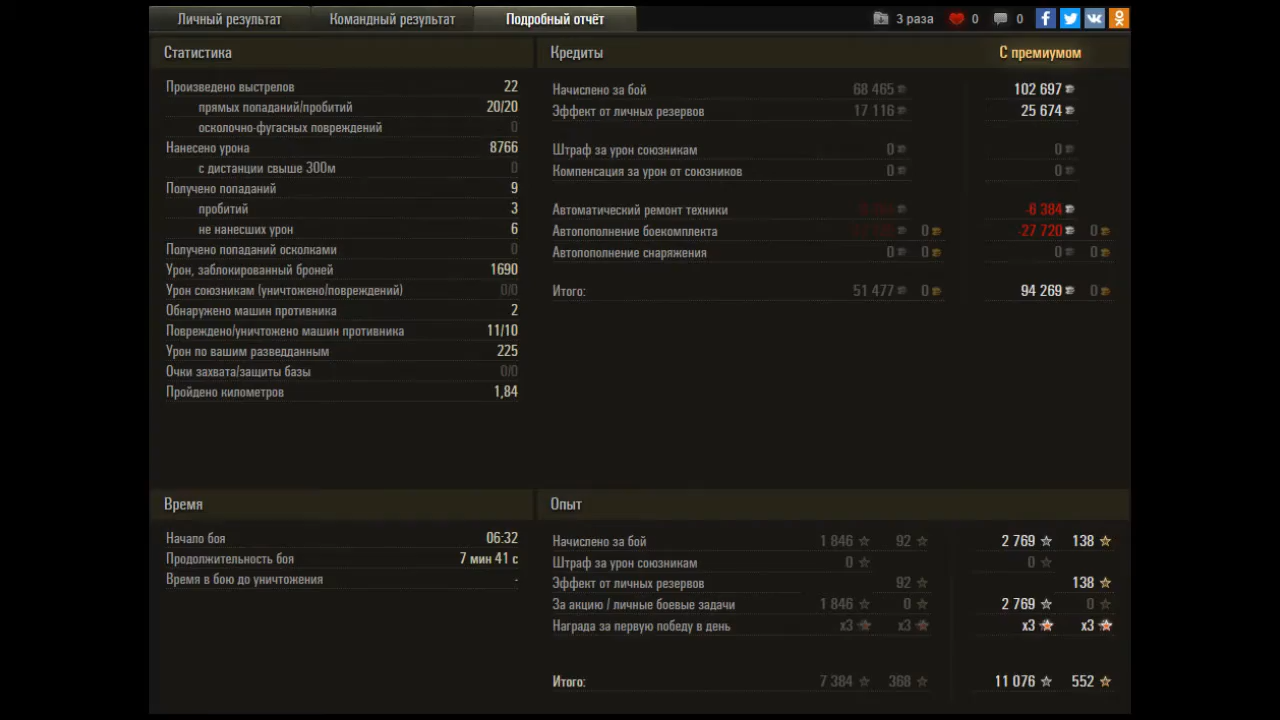 Личный результат Командный результат Подробный отчёт 3 раза 0 0
Статистика
Произведено выстрелов 22
прямых попаданий/пробитий 20/20
осколочно-фугасных повреждений 0
Нанесено урона 8766
с дистанции свыше 300м 0
Получено попаданий 9
пробитий 3
не нанесших урон 6
Получено попаданий осколками 0
Урон, заблокированный броней 1690
Урон союзникам (уничтожено/повреждений) 0/0
Обнаружено машин противника 2
Повреждено/уничтожено машин противника 11/10
Урон по вашим разведданным 225
Очки захвата/защиты базы 0/0
Пройдено километров 1,84
Кредиты С премиумом
Начислено за бой 68 465 102 697
Эффект от личных резервов 17 116 25 674
Штраф за урон союзникам 0 0
Компенсация за урон от союзников 0 0
Автоматический ремонт техники -6 384
Автопополнение боекомплекта 0 -27 720 0
Автопополнение снаряжения 0 0 0 0
Итого: 51 477 0 94 269 0
Время
Начало боя 06:32
Продолжительность боя 7 мин 41 с
Время в бою до уничтожения -
Опыт
Начислено за бой 1 846 92 2 769 138
Штраф за урон союзникам 0 0
Эффект от личных резервов 92 138
За акцию / личные боевые задачи 1 846 0 2 769 0
Награда за первую победу в день x3 x3 x3 x3
Итого: 7 384 368 11 076 552